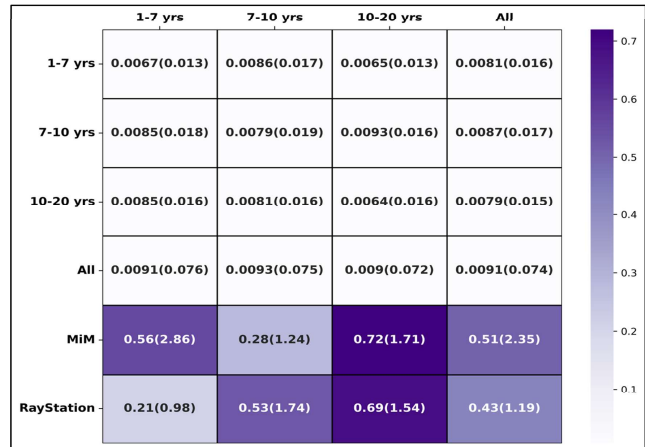 1-7 yrs 7-10 yrs 10-20 yrs All
1-7 yrs 0.0067(0.013) 0.0086(0.017) 0.0065(0.013) 0.0081(0.016)
7-10 yrs 0.0085(0.018) 0.0079(0.019) 0.0093(0.016) 0.0087(0.017)
10-20 yrs 0.0085(0.016) 0.0081(0.016) 0.0064(0.016) 0.0079(0.015)
All 0.0091(0.076) 0.0093(0.075) 0.009(0.072) 0.0091(0.074)
MiM 0.56(2.86) 0.28(1.24) 0.72(1.71) 0.51(2.35)
RayStation 0.21(0.98) 0.53(1.74) 0.69(1.54) 0.43(1.19)
0.7
0.6
0.5
0.4
0.3
0.2
0.1